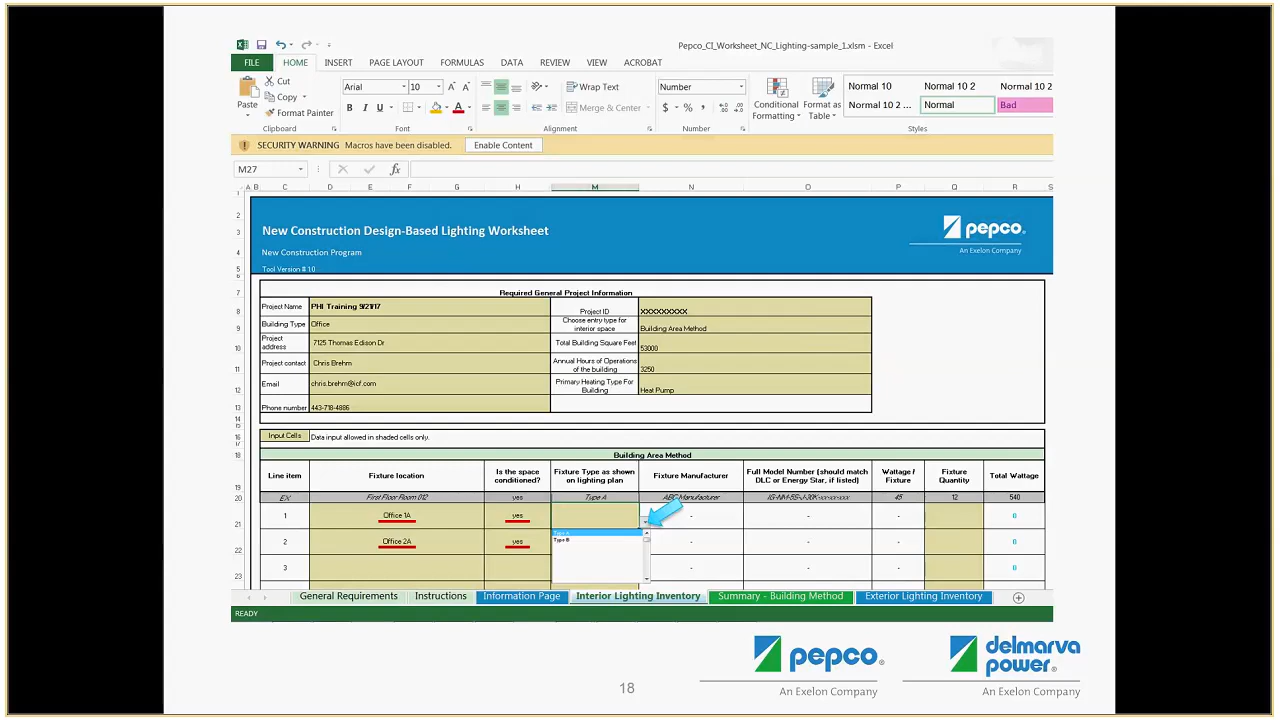 Pepco_CI_Worksheet_NC_Lighting-sample_1.xlsm - Excel
FILE HOME INSERT PAGE LAYOUT FORMULAS DATA REVIEW VIEW ACROBAT
Paste
Cut
Copy
Format Painter
Clipboard
Arial 10
B I U
Font
Wrap Text
Merge & Center
Alignment
Number
$ % ,
Number
Conditional Formatting
Format as Table
Normal 10 Normal 10 2 Normal 10
Normal 10 2 ... Normal Bad
Styles
SECURITY WARNING Macros have been disabled. Enable Content
M27 fx
A B C D E F G H M N O P Q R S
New Construction Design-Based Lighting Worksheet
New Construction Program
Tool Version # 1.0
pepco.
An Exelon Company
Required General Project Information
Project Name PHI Training 9/21/17 Project ID XXXXXXXXX
Building Type Office Choose entry type for interior space Building Area Method
Project address 7125 Thomas Edison Dr Total Building Square Feet 53000
Project contact Chris Brehm Annual Hours of Operations of the building 3250
Email chris.brehm@icf.com Primary Heating Type For Building Heat Pump
Phone number 443-718-4886
Input Cells Data input allowed in shaded cells only.
Building Area Method
Line item Fixture location Is the space conditioned? Fixture Type as shown on lighting plan Fixture Manufacturer Full Model Number (should match DLC or Energy Star, if listed) Wattage / Fixture Fixture Quantity Total Wattage
EX First Floor Room 012 yes Type A ABC Manufacturer 45 12 540
1 Office 1A yes - - - 0
2 Office 2A yes - - - 0
3 - - - 0
Type A
Type B
General Requirements Instructions Information Page Interior Lighting Inventory Summary - Building Method Exterior Lighting Inventory
READY
pepco.
An Exelon Company
delmarva power.
An Exelon Company
18